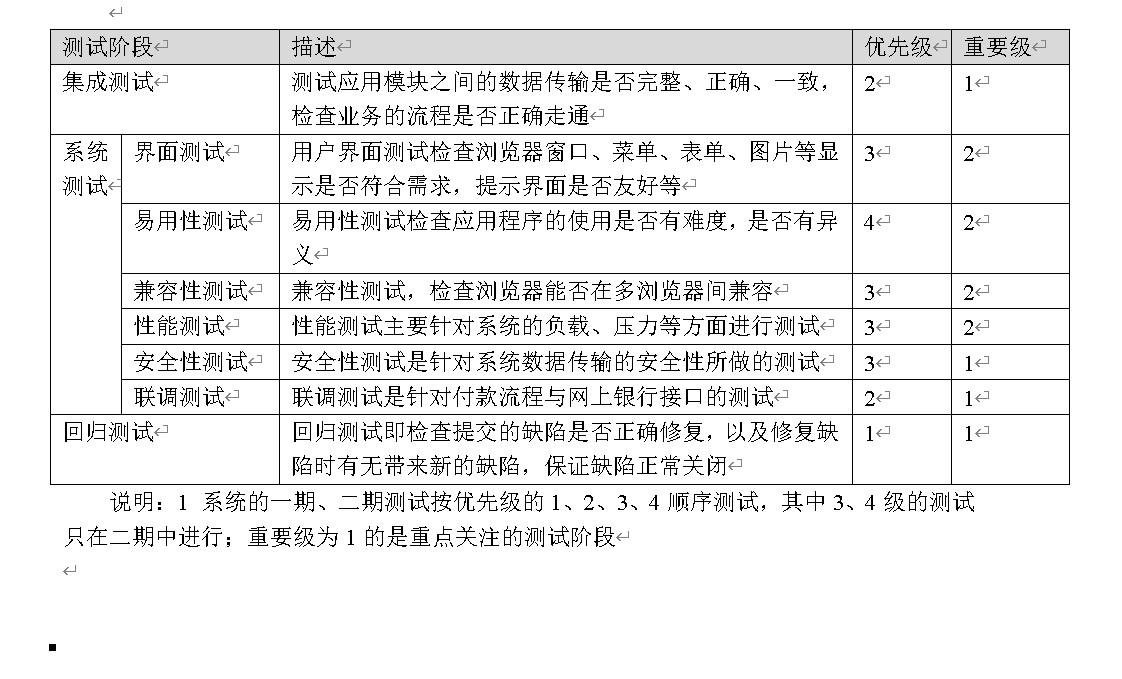 测试阶段 描述 优先级 重要级
集成测试 测试应用模块之间的数据传输是否完整、正确、一致， 2 1
检查业务的流程是否正确走通
系统 界面测试 用户界面测试检查浏览器窗口、菜单、表单、图片等显 3 2
测试 示是否符合需求，提示界面是否友好等
易用性测试 易用性测试检查应用程序的使用是否有难度，是否有异 4 2
义
兼容性测试 兼容性测试，检查浏览器能否在多浏览器间兼容 3 2
性能测试 性能测试主要针对系统的负载、压力等方面进行测试 3 2
安全性测试 安全性测试是针对系统数据传输的安全性所做的测试 3 1
联调测试 联调测试是针对付款流程与网上银行接口的测试 2 1
回归测试 回归测试即检查提交的缺陷是否正确修复，以及修复缺 1 1
陷时有无带来新的缺陷，保证缺陷正常关闭
说明：1 系统的一期、二期测试按优先级的 1、2、3、4 顺序测试，其中 3、4 级的测试
只在二期中进行；重要级为 1 的是重点关注的测试阶段